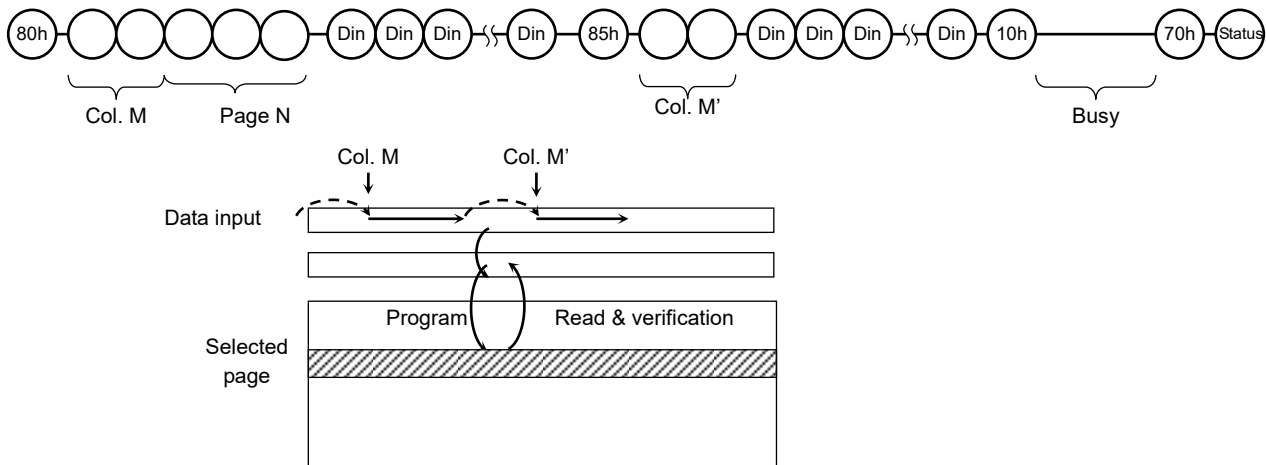 80h Din Din Din Din 85h Din Din Din Din 10h 70h Status
Col. M Page N Col. M’ Busy
Col. M Col. M’
Data input
Program Read & verification
Selected
page